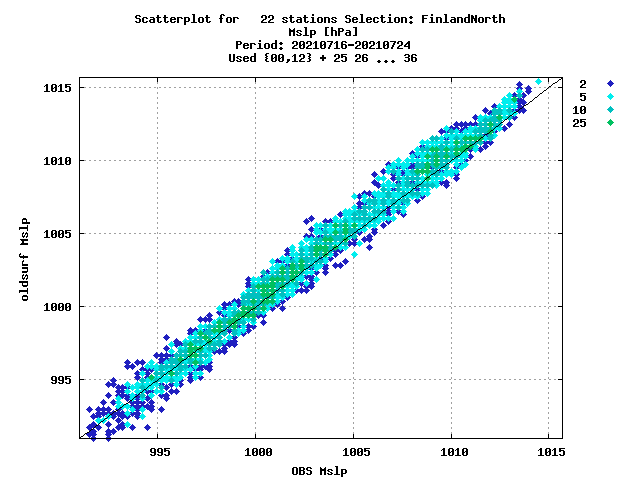 Scatterplot for   22 stations Selection: FinlandNorth
Mslp [hPa]
Period: 20210716-20210724
Used {00,12} + 25 26 ... 36
2
5
10
25
1015
1010
1005
1000
995
oldsurf Mslp
995
1000
1005
1010
1015
OBS Mslp